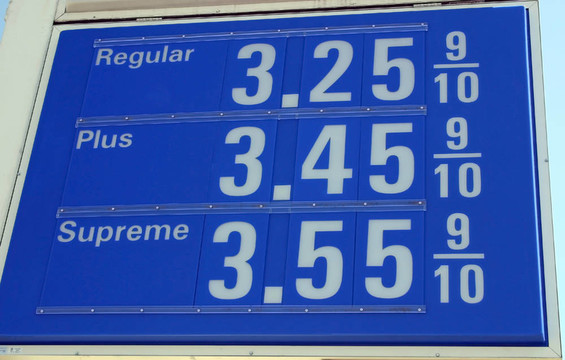 Regular 3.25 9/10
Plus 3.45 9/10
Supreme 3.55 9/10